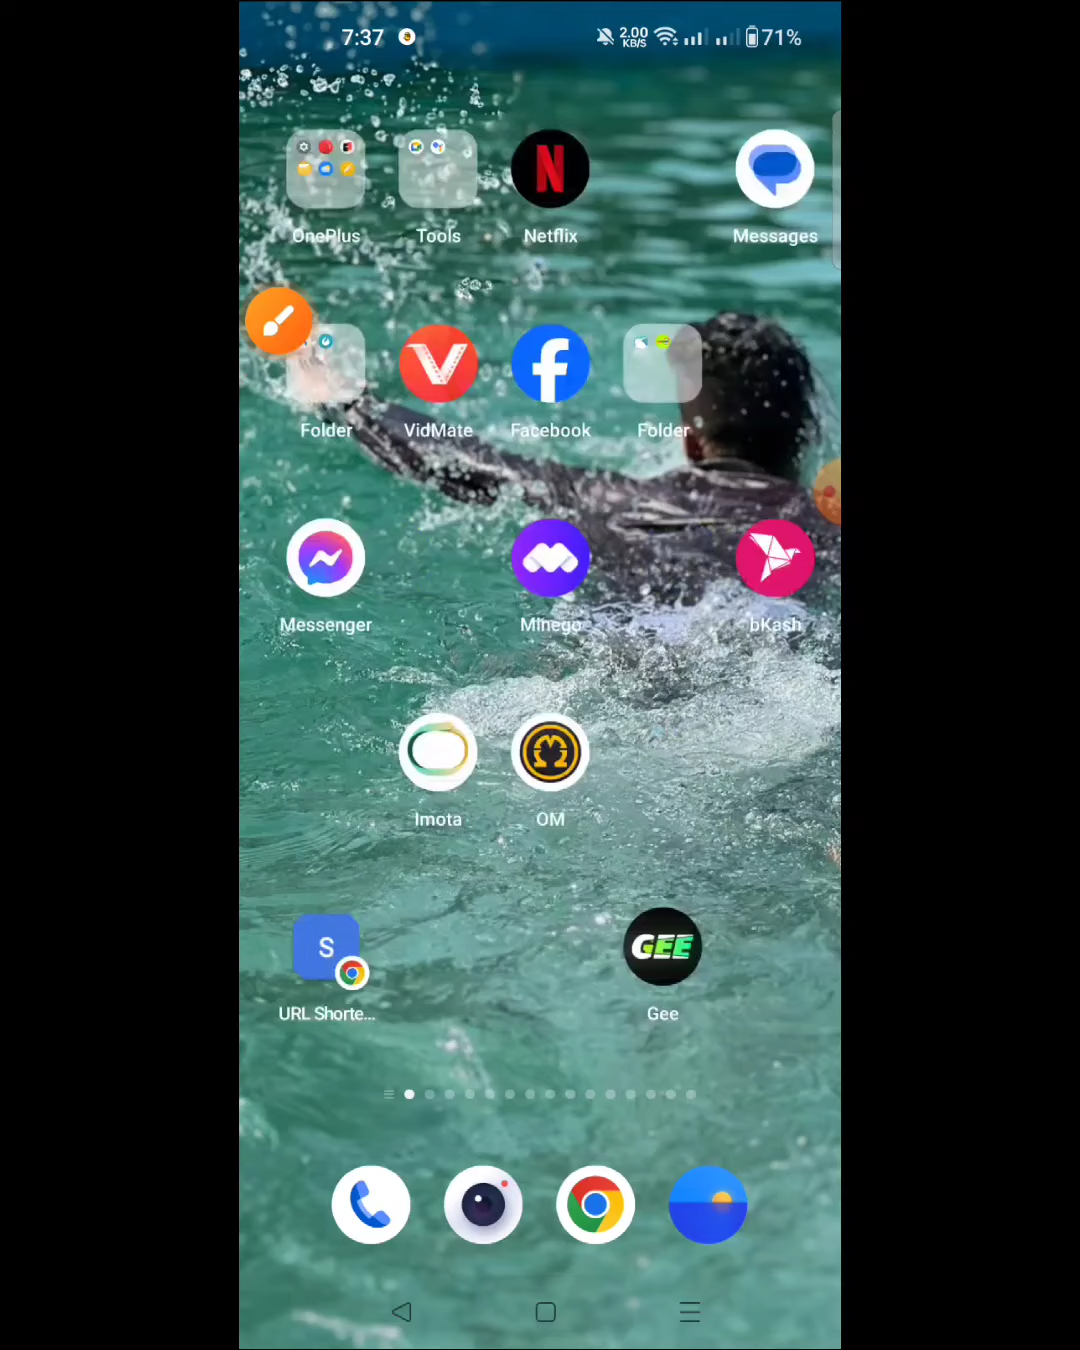 7:37 2.00 KB/S 71%
OnePlus Tools Netflix Messages
Folder VidMate Facebook Folder
Messenger Minego bKash
Imota OM
S
GEE
URL Shorte... Gee